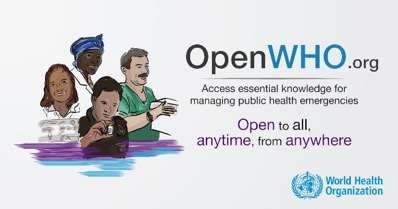 OpenWHO.org
Access essential knowledge for
managing public health emergencies
Open to all,
anytime, from anywhere
World Health
Organization